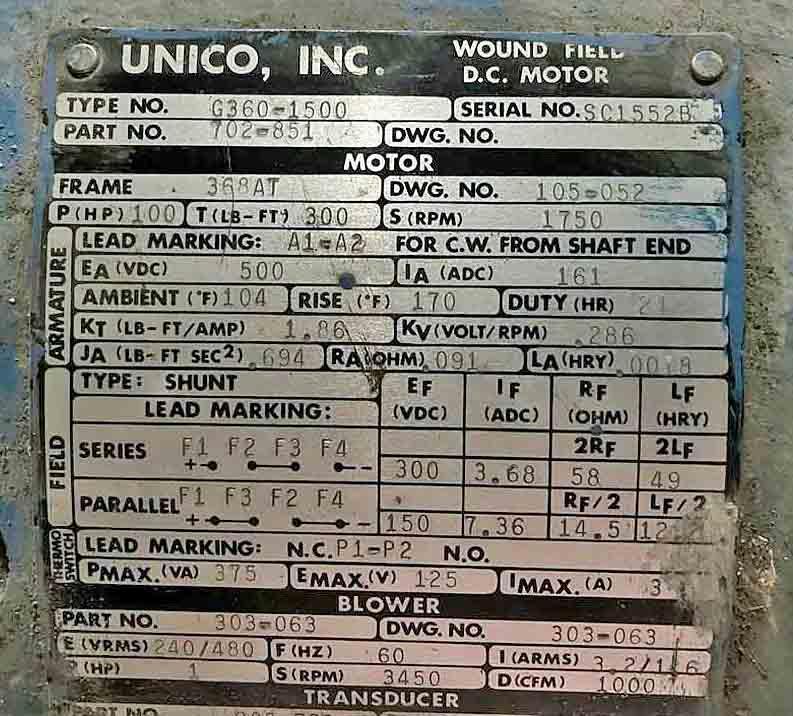 UNICO, INC.
WOUND FIELD
D.C. MOTOR
TYPE NO. G360-1500 SERIAL NO. SC1552B
PART NO. 702-851 A DWG. NO.
MOTOR
FRAME 368AT DWG. NO. 105-052
P(HP) 100 T(LB-FT) 300 S(RPM) 1750
ARMATURE
LEAD MARKING: A1-A2 FOR C.W. FROM SHAFT END
EA(VDC) 500 IA(ADC) 161
AMBIENT (°F) 104 RISE (°F) 170 DUTY (HR)
KT (LB-FT/AMP) 1.86 KV(VOLT/RPM) .286
JA(LB-FT SEC2) .694 RA(OHM) .091 LA(HRY)
FIELD
TYPE: SHUNT EF (VDC) IF (ADC) RF (OHM) LF (HRY)
LEAD MARKING:
2RF 2LF
SERIES F1 F2 F3 F4 300 3.68 58 49
+ -
RF/2 LF/2
PARALLEL F1 F3 F2 F4 150 7.36 14.5
+ -
THERMO SWITCH
LEAD MARKING: N.C. P1-P2 N.O.
PMAX.(VA) 375 EMAX.(V) 125 IMAX.(A) 3
BLOWER
PART NO. 303-063 DWG. NO. 303-063
E (VRMS) 240/480 F(HZ) 60 I(ARMS) 3.2/1.6
(HP) 1 S(RPM) 3450 D(CFM) 1000
TRANSDUCER
PART NO